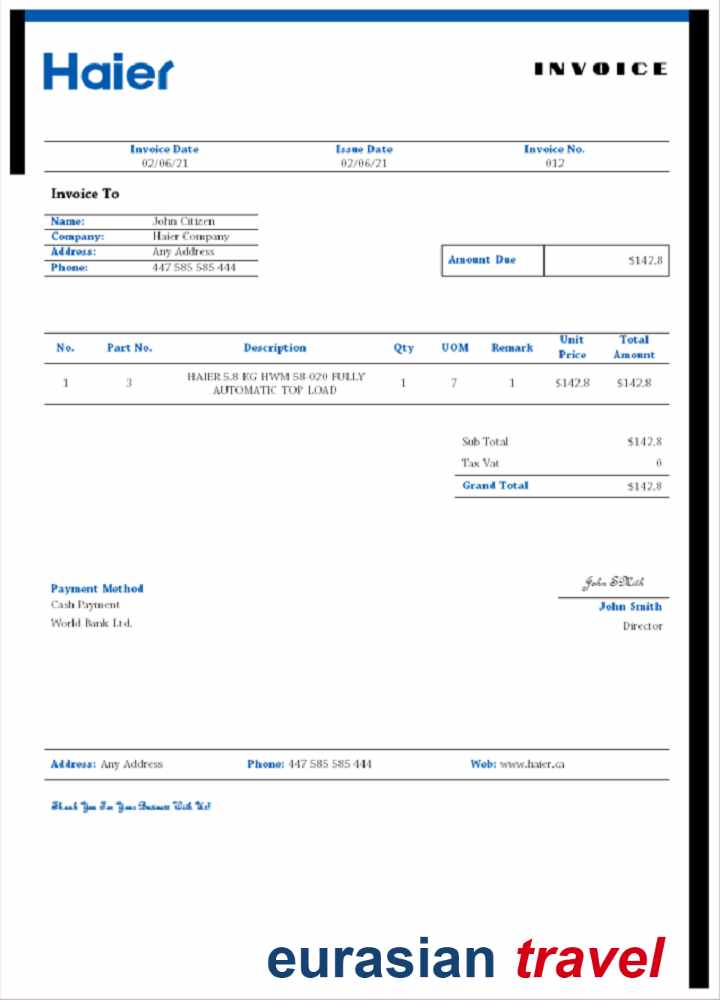 Haier
INVOICE
Invoice Date Issue Date Invoice No.
02/06/21 02/06/21 012
Invoice To
Name: John Citizen
Company: Haier Company
Address: Any Address
Phone: 447 585 585 444
Amount Due $142.8
No. Part No. Description Qty UOM Remark Unit Price Total Amount
1 3 HAIER 5.8 KG HWM 58-020 FULLY 1 7 1 $142.8 $142.8
AUTOMATIC TOP LOAD
Sub Total $142.8
Tax Vat 0
Grand Total $142.8
Payment Method
Cash Payment
World Bank Ltd.
John SMith
John Smith
Director
Address: Any Address Phone: 447 585 585 444 Web: www.haier.ca
Thank You For Your Business With Us!
eurasian travel